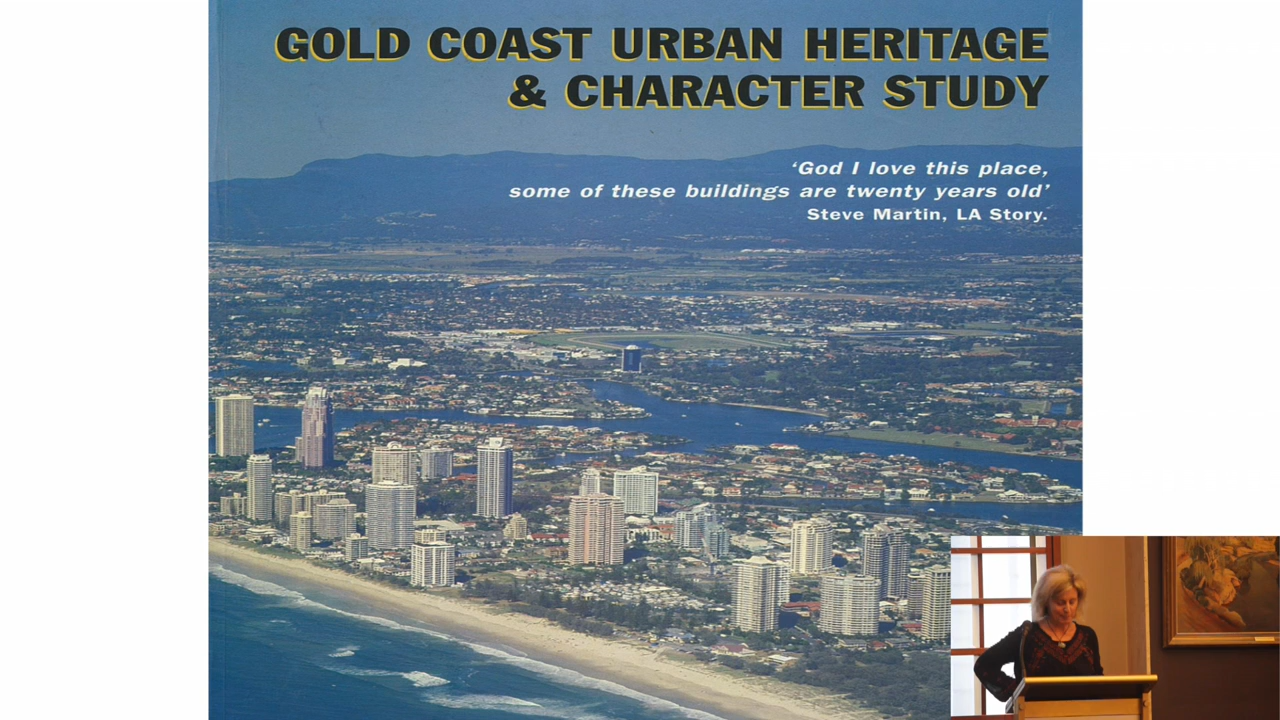 GOLD COAST URBAN HERITAGE
& CHARACTER STUDY
‘God I love this place,
some of these buildings are twenty years old’
Steve Martin, LA Story.